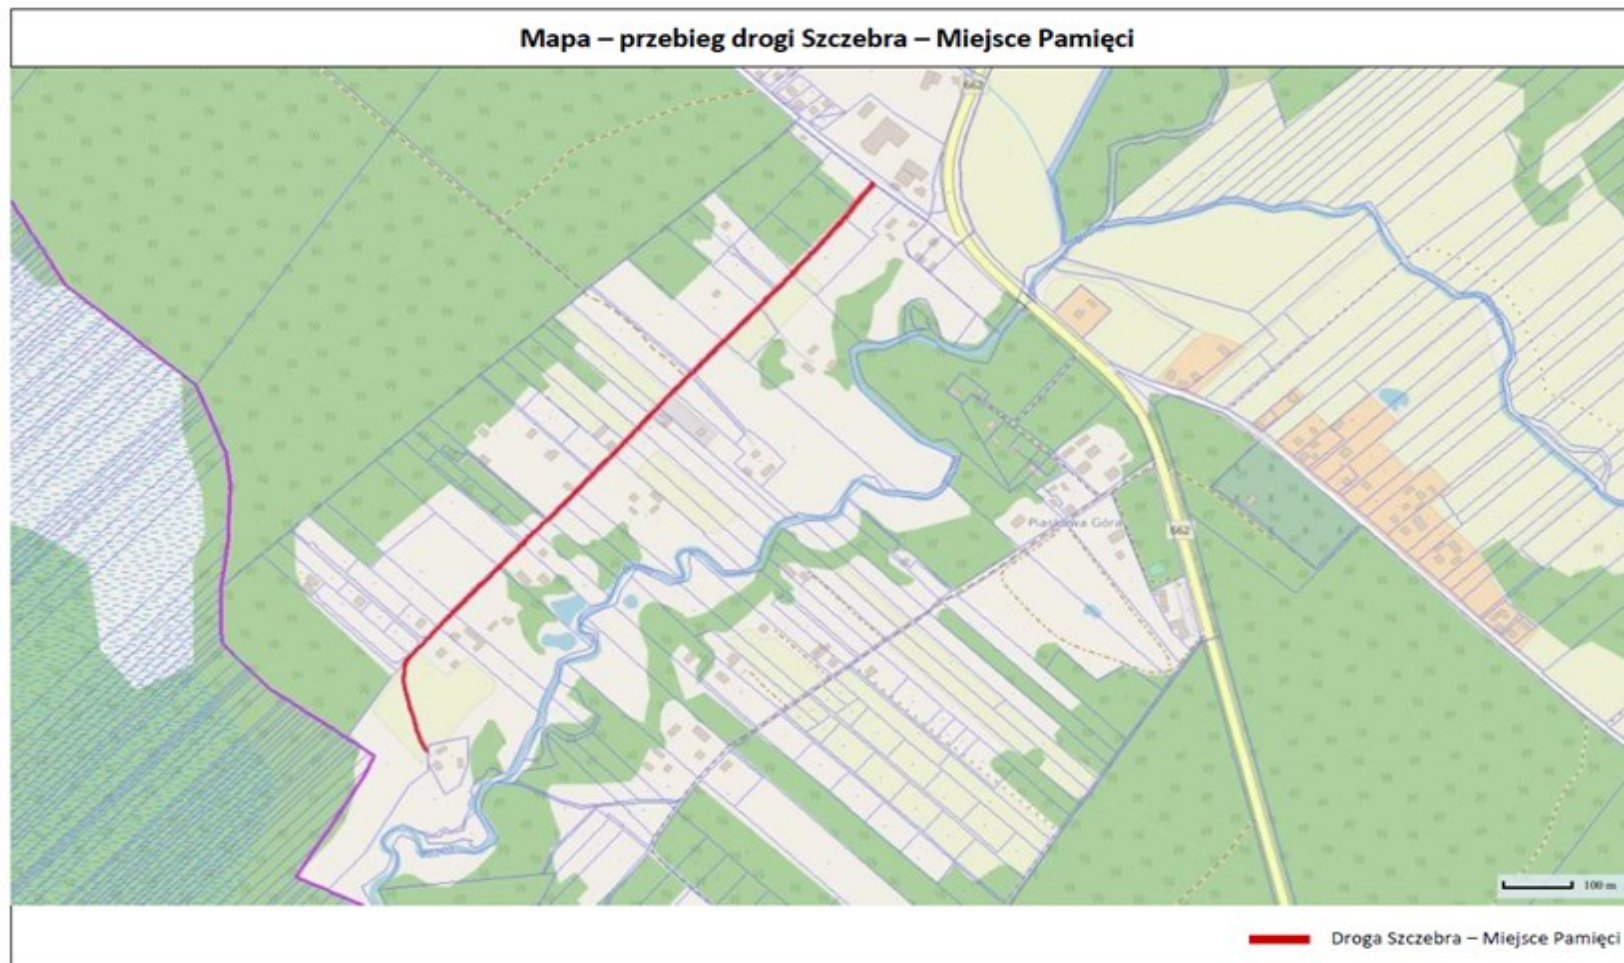 Mapa – przebieg drogi Szczebra – Miejsce Pamięci
662
Piaskowa Góra
662
100 m
Droga Szczebra – Miejsce Pamięci